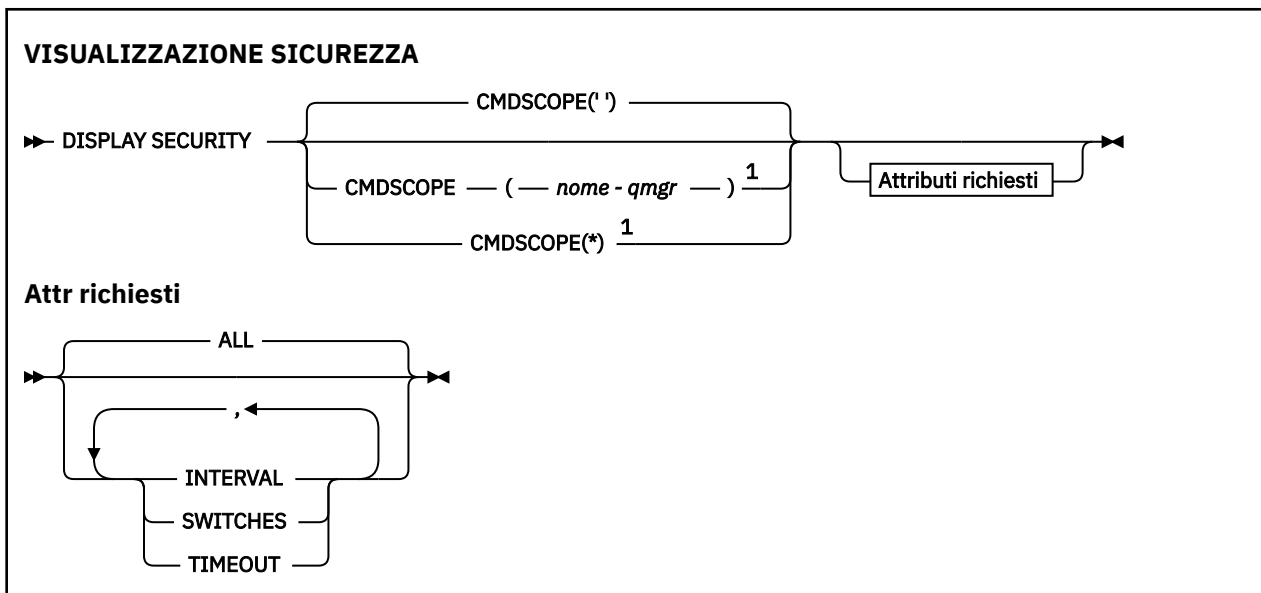 VISUALIZZAZIONE SICUREZZA
CMDSCOPE(' ')
DISPLAY SECURITY
CMDSCOPE ( nome - qmgr ) 1
Attributi richiesti
CMDSCOPE(*) 1
Attr richiesti
ALL
,
INTERVAL
SWITCHES
TIMEOUT